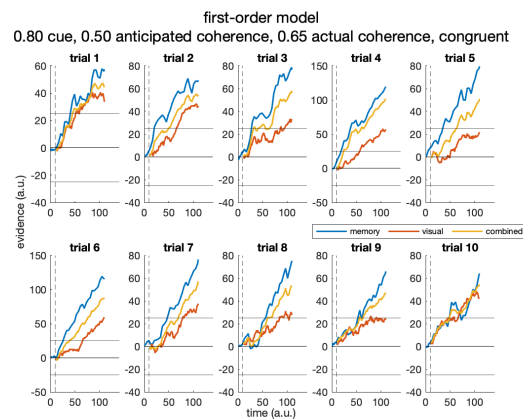 first-order model
0.80 cue, 0.50 anticipated coherence, 0.65 actual coherence, congruent
trial 1 trial 2 trial 3 trial 4 trial 5
60 80 80 150 80
40 60 60 100 60
20 40 40 50 40
0 20 20 0 20
-20 0 0 -50 0
-40 -20 -20 -20
-40 -40 -40
0 50 100 0 50 100 0 50 100 0 50 100 0 50 100
evidence (a.u.)
memory visual combined
trial 6 trial 7 trial 8 trial 9 trial 10
150 80 80 80 80
100 60 60 60 60
50 40 40 40 40
0 20 20 20 20
-50 0 0 0 0
-20 -20 -20 -20
-40 -40 -40 -40
0 50 100 0 50 100 0 50 100 0 50 100 0 50 100
time (a.u.)